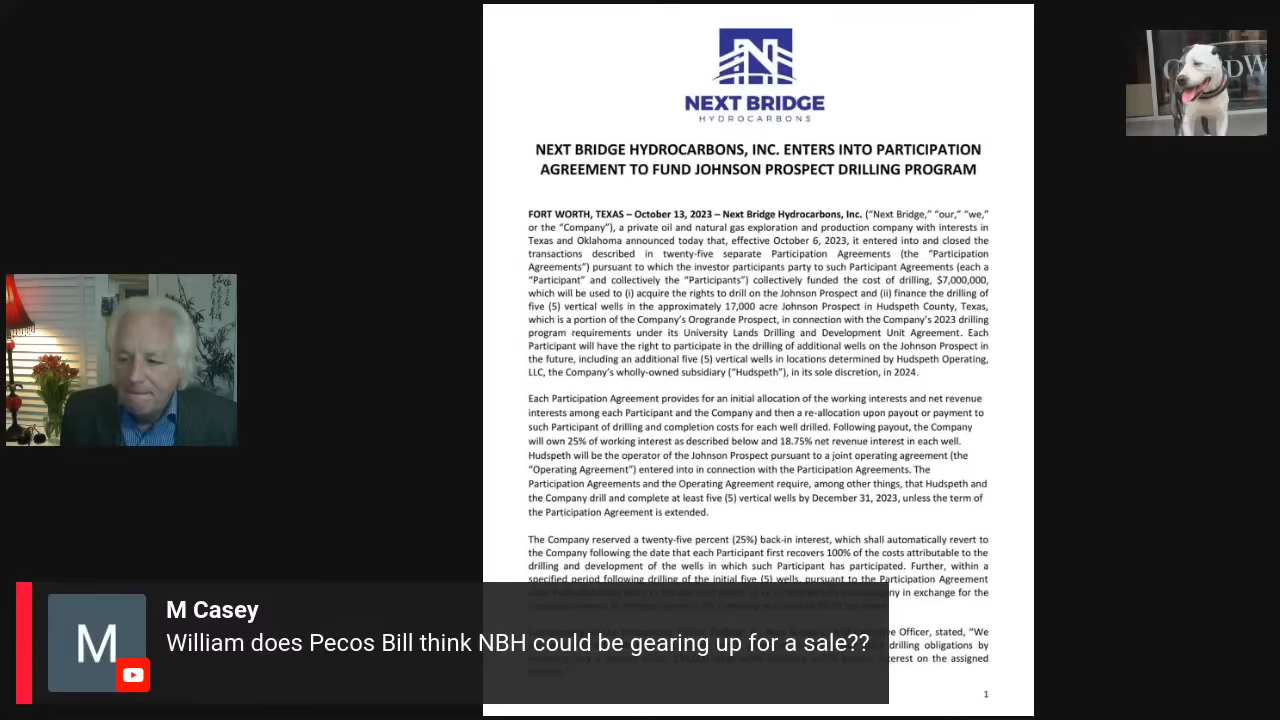 NEXT BRIDGE
HYDROCARBONS
NEXT BRIDGE HYDROCARBONS, INC. ENTERS INTO PARTICIPATION
AGREEMENT TO FUND JOHNSON PROSPECT DRILLING PROGRAM
FORT WORTH, TEXAS – October 13, 2023 – Next Bridge Hydrocarbons, Inc. (“Next Bridge,” “our,” “we,”
or the “Company”), a private oil and natural gas exploration and production company with interests in
Texas and Oklahoma announced today that, effective October 6, 2023, it entered into and closed the
transactions described in twenty-five separate Participation Agreements (the “Participation
Agreements”) pursuant to which the investor participants party to such Participant Agreements (each a
“Participant” and collectively the “Participants”) collectively funded the cost of drilling, $7,000,000,
which will be used to (i) acquire the rights to drill on the Johnson Prospect and (ii) finance the drilling of
five (5) vertical wells in the approximately 17,000 acre Johnson Prospect in Hudspeth County, Texas,
which is a portion of the Company’s Orogrande Prospect, in connection with the Company’s 2023 drilling
program requirements under its University Lands Drilling and Development Unit Agreement. Each
Participant will have the right to participate in the drilling of additional wells on the Johnson Prospect in
the future, including an additional five (5) vertical wells in locations determined by Hudspeth Operating,
LLC, the Company’s wholly-owned subsidiary (“Hudspeth”), in its sole discretion, in 2024.
Each Participation Agreement provides for an initial allocation of the working interests and net revenue
interests among each Participant and the Company and then a re-allocation upon payout or payment to
such Participant of drilling and completion costs for each well drilled. Following payout, the Company
will own 25% of working interest as described below and 18.75% net revenue interest in each well.
Hudspeth will be the operator of the Johnson Prospect pursuant to a joint operating agreement (the
“Operating Agreement”) entered into in connection with the Participation Agreements. The
Participation Agreements and the Operating Agreement require, among other things, that Hudspeth and
the Company drill and complete at least five (5) vertical wells by December 31, 2023, unless the term of
the Participation Agreement is extended.
The Company reserved a twenty-five percent (25%) back-in interest, which shall automatically revert to
the Company following the date that each Participant first recovers 100% of the costs attributable to the
drilling and development of the wells in which such Participant has participated. Further, within a
specified period following drilling of the initial five (5) wells, pursuant to the Participation Agreement
in exchange for the
Officer, stated, “We
drilling obligations by
interest on the assigned
1
M
M Casey
William does Pecos Bill think NBH could be gearing up for a sale??